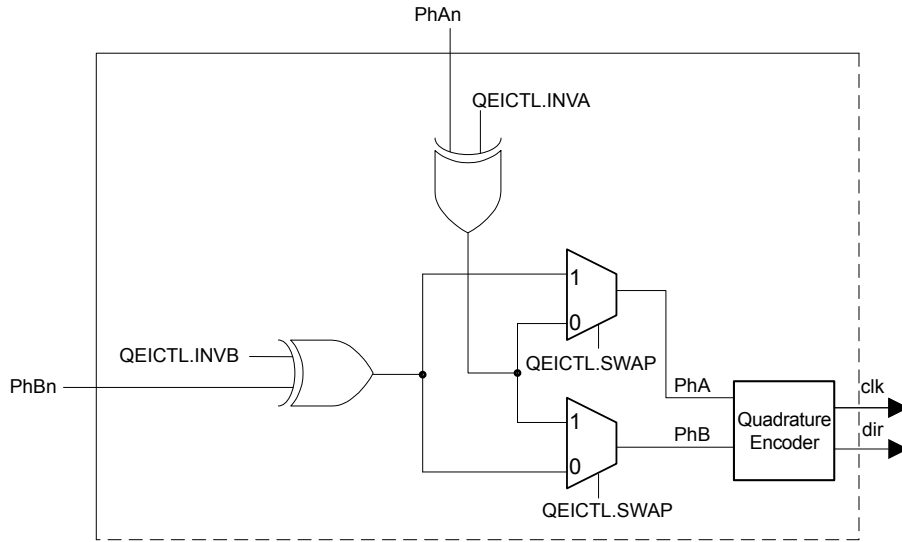 PhAn
QEICTL.INVA
1
0
QEICTL.INVB
QEICTL.SWAP
PhBn
PhA
clk
Quadrature
Encoder
1
PhB
dir
0
QEICTL.SWAP